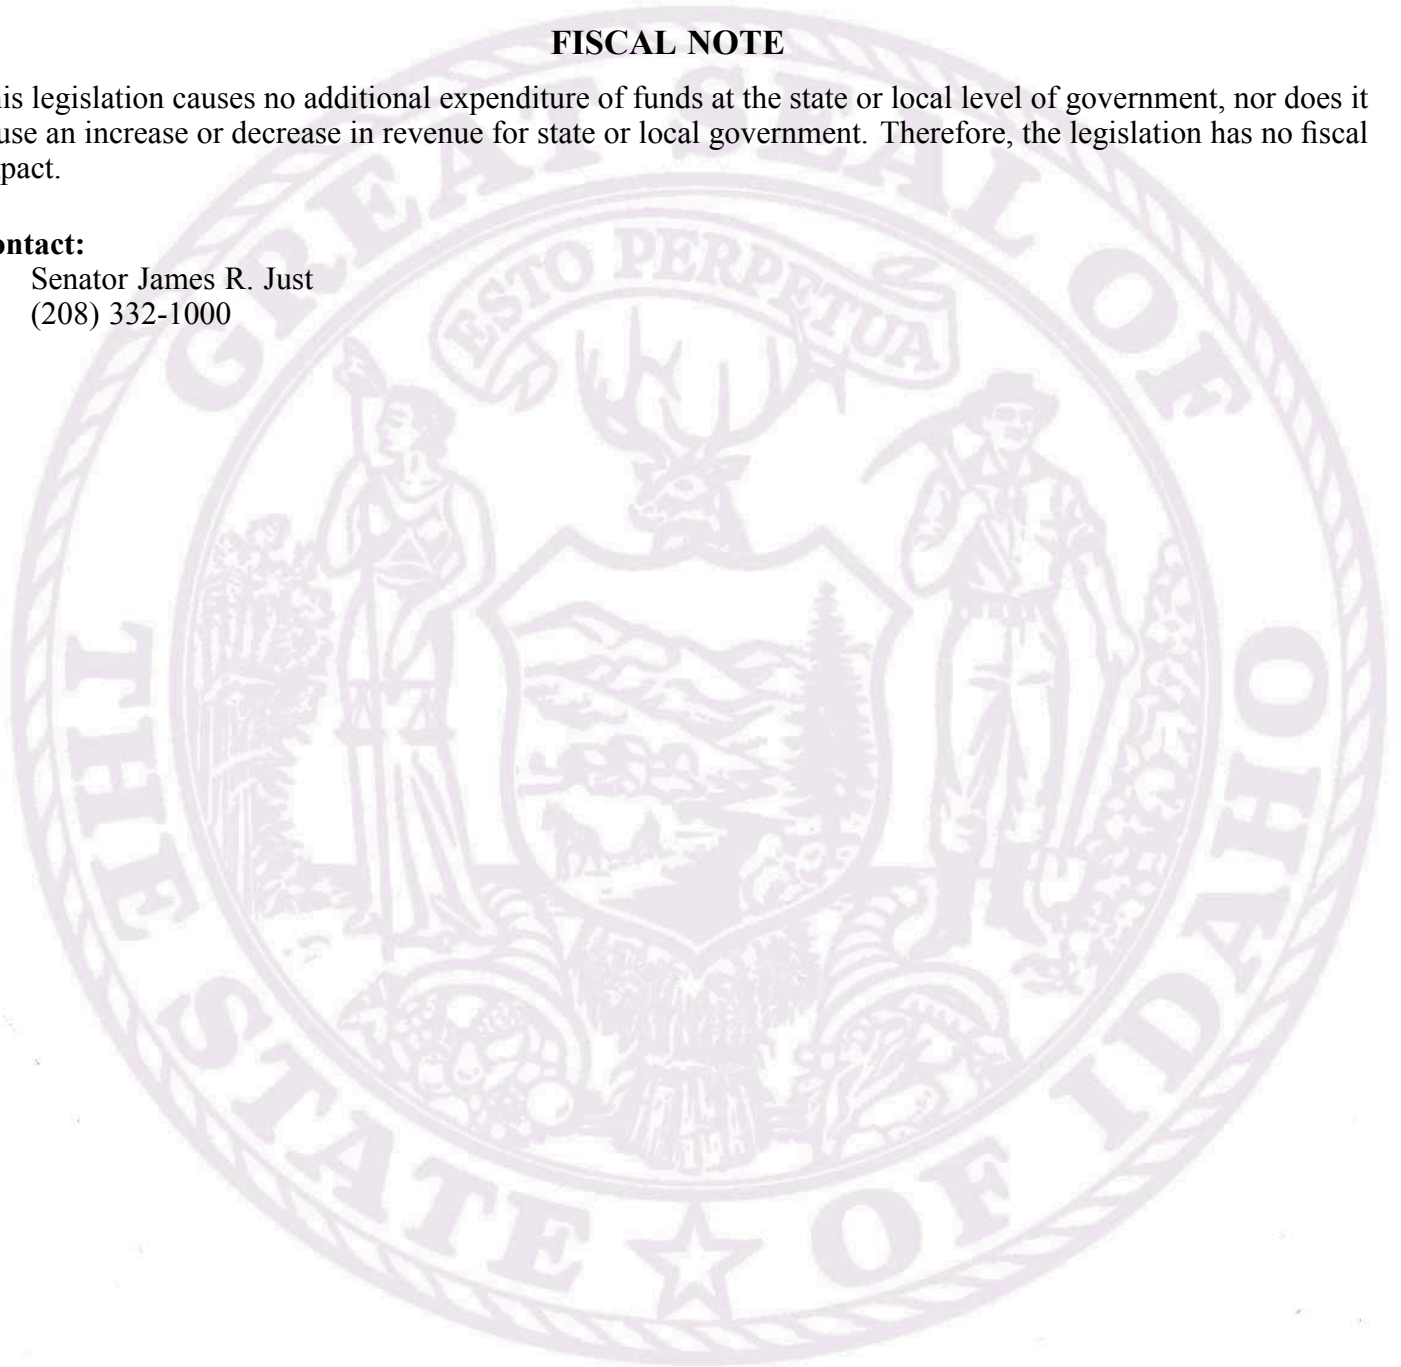 FISCAL NOTE
his legislation causes no additional expenditure of funds at the state or local level of government, nor does it
use an increase or decrease in revenue for state or local government. Therefore, the legislation has no fiscal
pact.
ontact:
Senator James R. Just
(208) 332-1000
GREAT SEAL OF
THE STATE OF IDAHO
ESTO PERPETUA